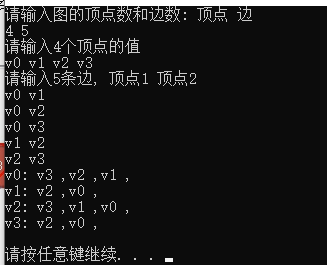 请输入图的顶点数和边数: 顶点 边
4 5
请输入4个顶点的值
v0 v1 v2 v3
请输入5条边, 顶点1 顶点2
v0 v1
v0 v2
v0 v3
v1 v2
v2 v3
v0: v3 ,v2 ,v1 ,
v1: v2 ,v0 ,
v2: v3 ,v1 ,v0 ,
v3: v2 ,v0 ,
请按任意键继续. . .